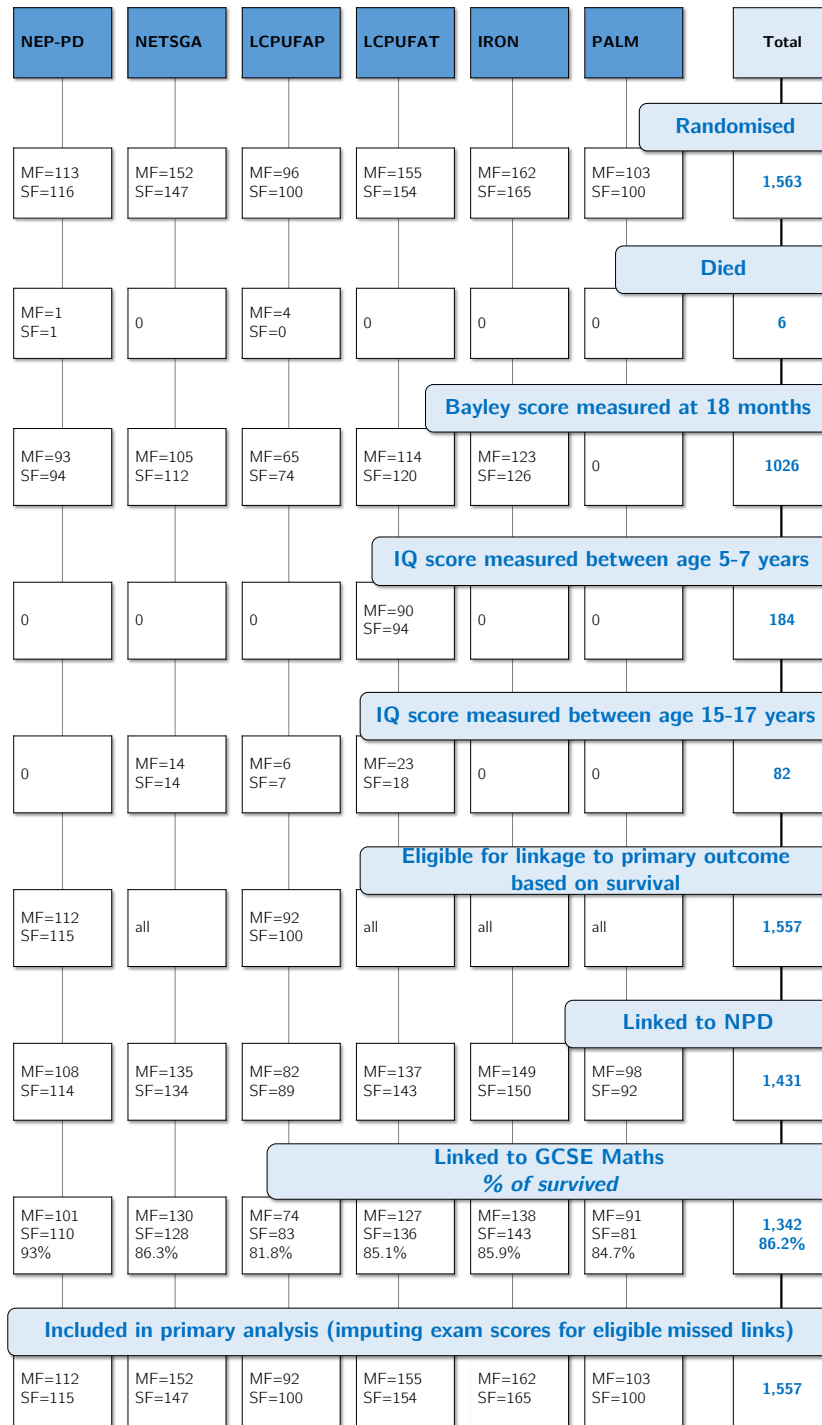 NEP-PD
NETSGA
LCPUFAP
LCPUFAT
IRON
PALM
Total
Randomised
MF=113
SF=116
MF=152
SF=147
MF=96
SF=100
MF=155
SF=154
MF=162
SF=165
MF=103
SF=100
1,563
Died
MF=1
SF=1
0
MF=4
SF=0
0
0
0
6
Bayley score measured at 18 months
MF=93
SF=94
MF=105
SF=112
MF=65
SF=74
MF=114
SF=120
MF=123
SF=126
0
1026
IQ score measured between age 5-7 years
0
0
0
MF=90
SF=94
0
0
184
IQ score measured between age 15-17 years
0
MF=14
SF=14
MF=6
SF=7
MF=23
SF=18
0
0
82
Eligible for linkage to primary outcome
based on survival
MF=112
SF=115
all
MF=92
SF=100
all
all
all
1,557
Linked to NPD
MF=108
SF=114
MF=135
SF=134
MF=82
SF=89
MF=137
SF=143
MF=149
SF=150
MF=98
SF=92
1,431
Linked to GCSE Maths
% of survived
MF=101
SF=110
93%
MF=130
SF=128
86.3%
MF=74
SF=83
81.8%
MF=127
SF=136
85.1%
MF=138
SF=143
85.9%
MF=91
SF=81
84.7%
1,342
86.2%
Included in primary analysis (imputing exam scores for eligible missed links)
MF=112
SF=115
MF=152
SF=147
MF=92
SF=100
MF=155
SF=154
MF=162
SF=165
MF=103
SF=100
1,557